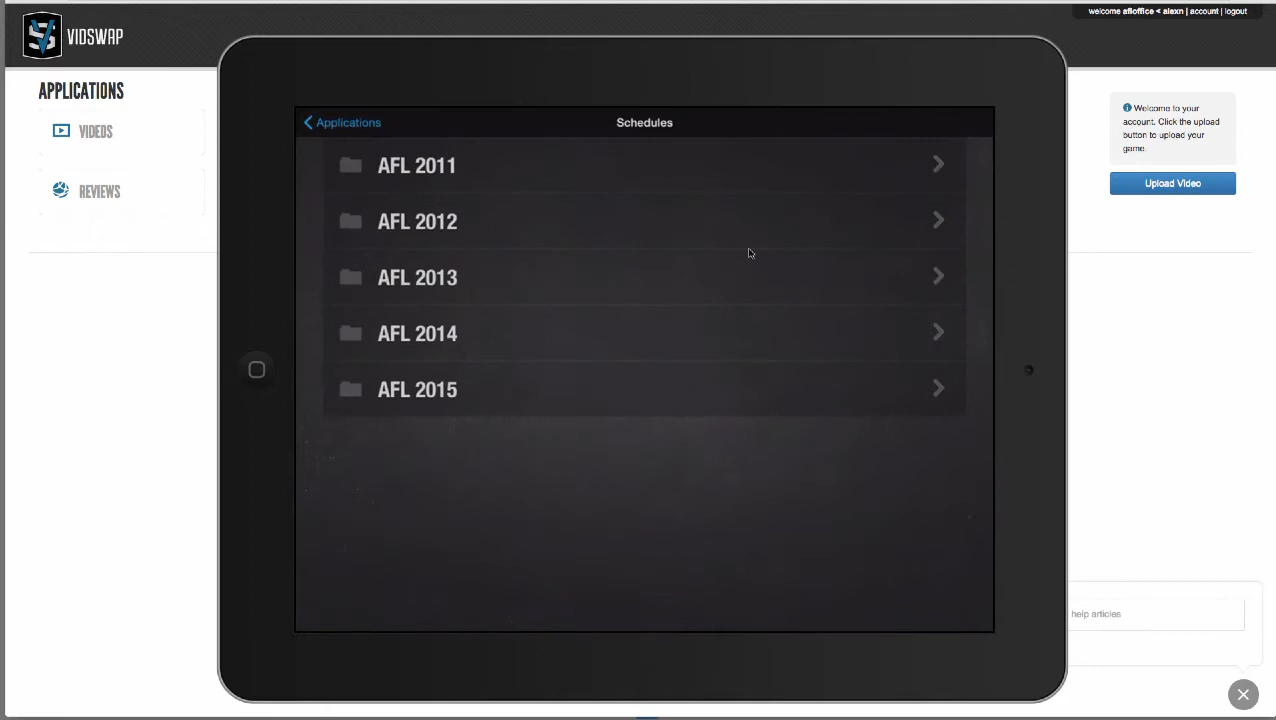 welcome afloffice < alexn | account | logout
VIDSWAP
APPLICATIONS
VIDEOS
REVIEWS
Applications
Schedules
AFL 2011
AFL 2012
AFL 2013
AFL 2014
AFL 2015
Welcome to your
account. Click the upload
button to upload your
game.
Upload Video
help articles